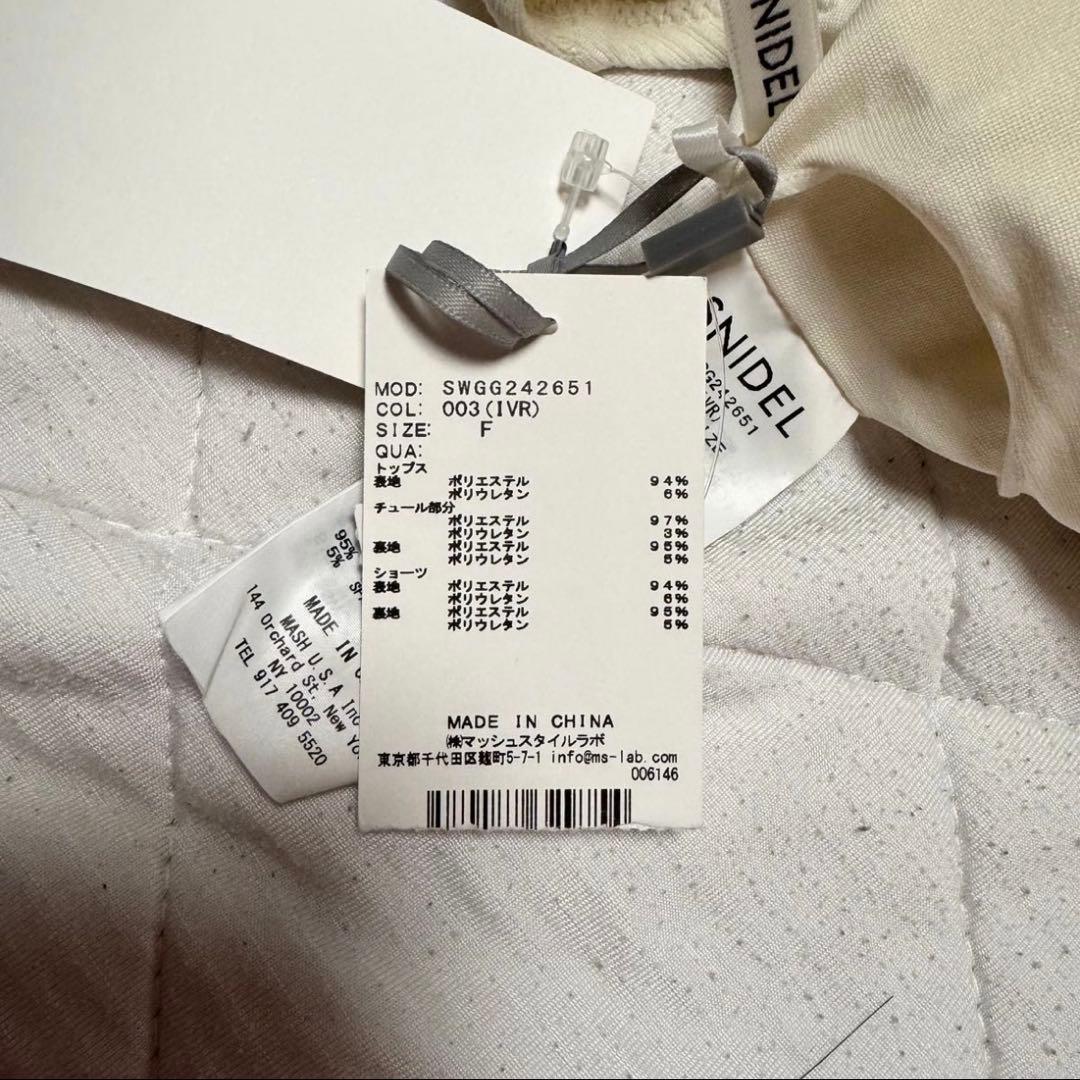 SNIDEL
MOD: SWGG242651
COL: 003(IVR)
SIZE: F
QUA:
トップス
表地 ポリエステル 94%
ポリウレタン 6%
チュール部分
ポリエステル 97%
ポリウレタン 3%
裏地 ポリエステル 95%
ポリウレタン 5%
ショーツ
表地 ポリエステル 94%
ポリウレタン 6%
裏地 ポリエステル 95%
ポリウレタン 5%
MADE IN CHINA
㈱マッシュスタイルラボ
東京都千代田区麹町5-7-1 info@ms-lab.com
006146
SNIDEL
GG242651
95%
5%
MADE IN
MASH U.S.A Inc
144 Orchard St, New Yo
NY 10002
TEL 917 409 5520